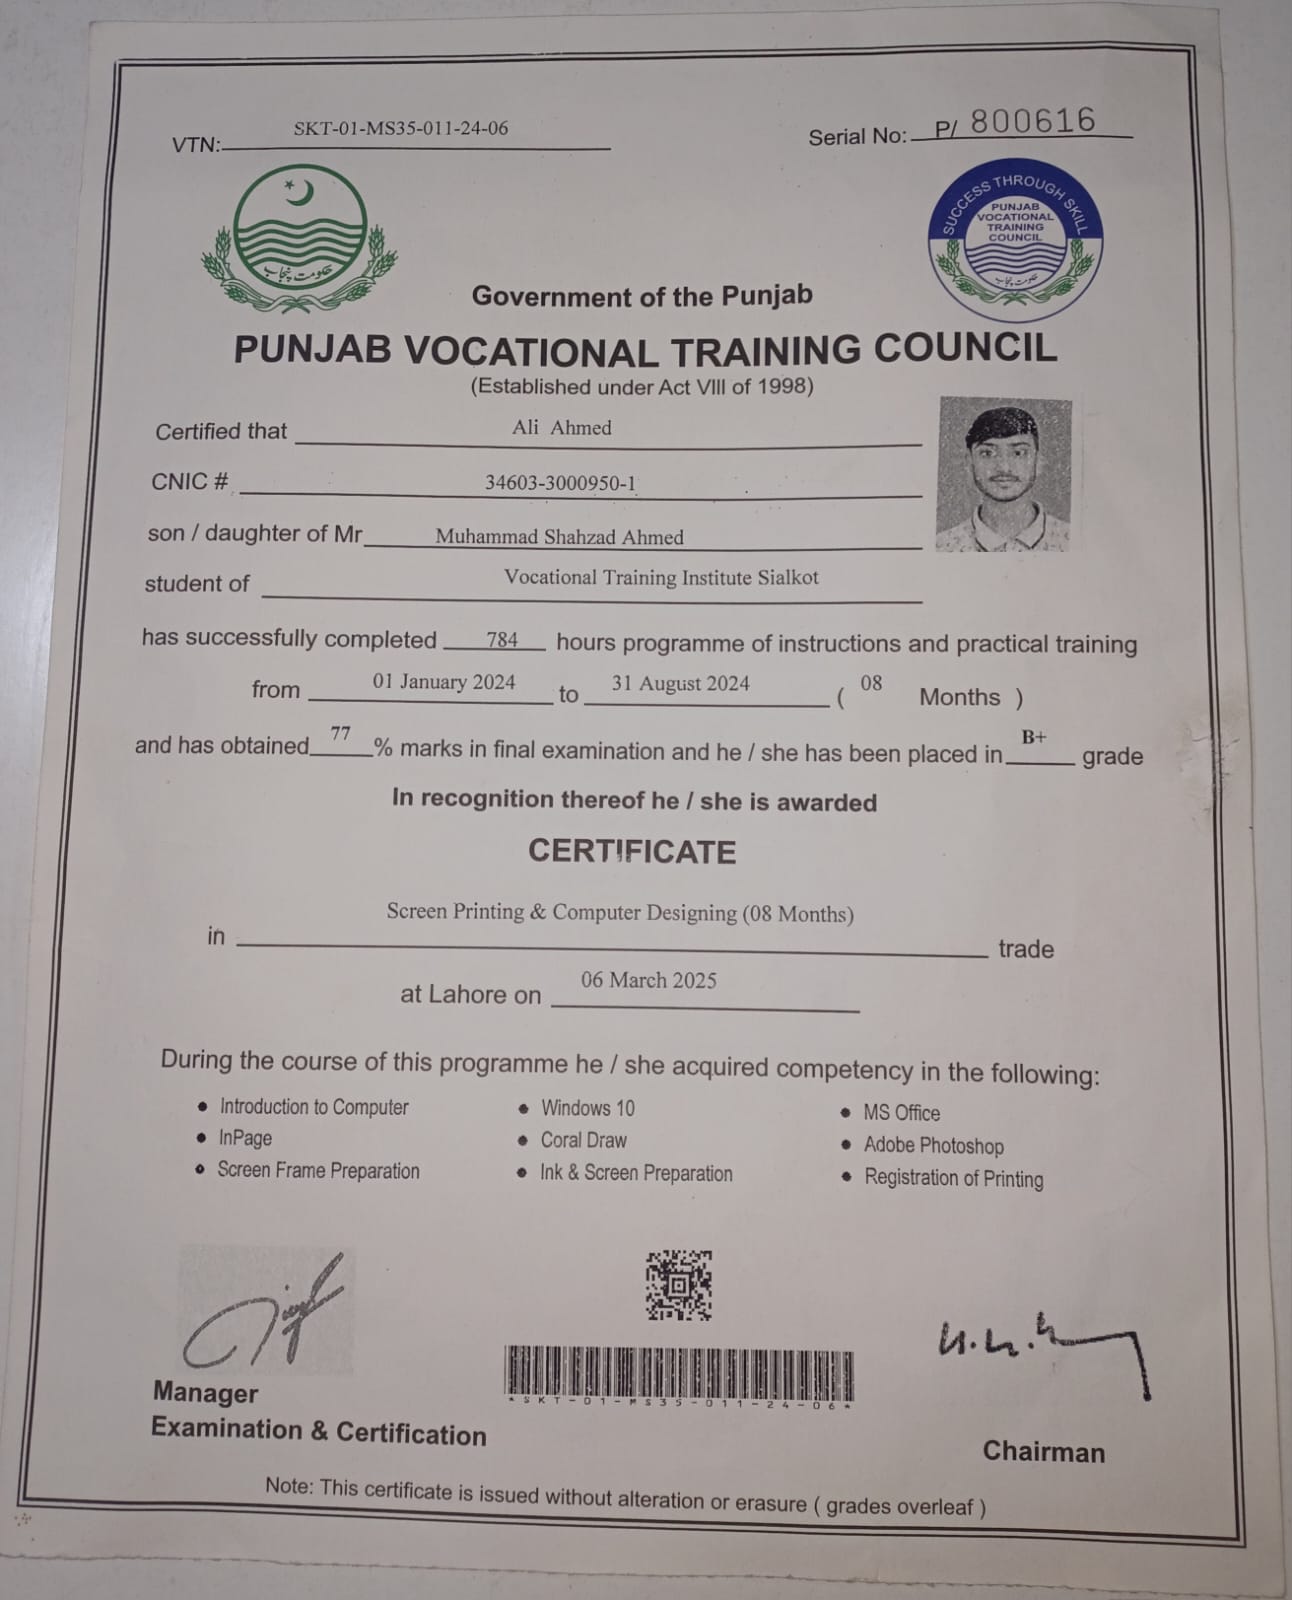 VTN: SKT-01-MS35-011-24-06
Serial No: P/ 800616
حکومت پنجاب
SUCCESS THROUGH SKILL
PUNJAB
VOCATIONAL
TRAINING
COUNCIL
حکومت پنجاب
Government of the Punjab
PUNJAB VOCATIONAL TRAINING COUNCIL
(Established under Act VIII of 1998)
Certified that Ali Ahmed
CNIC # 34603-3000950-1
son / daughter of Mr Muhammad Shahzad Ahmed
student of Vocational Training Institute Sialkot
has successfully completed 784 hours programme of instructions and practical training
from 01 January 2024 to 31 August 2024 ( 08 Months )
and has obtained 77 % marks in final examination and he / she has been placed in B+ grade
In recognition thereof he / she is awarded
CERTIFICATE
in Screen Printing & Computer Designing (08 Months) trade
at Lahore on 06 March 2025
During the course of this programme he / she acquired competency in the following:
• Introduction to Computer • Windows 10 • MS Office
• InPage • Coral Draw • Adobe Photoshop
• Screen Frame Preparation • Ink & Screen Preparation • Registration of Printing
*SKT-01-MS35-011-24-06*
Manager
Examination & Certification
Chairman
Note: This certificate is issued without alteration or erasure ( grades overleaf )